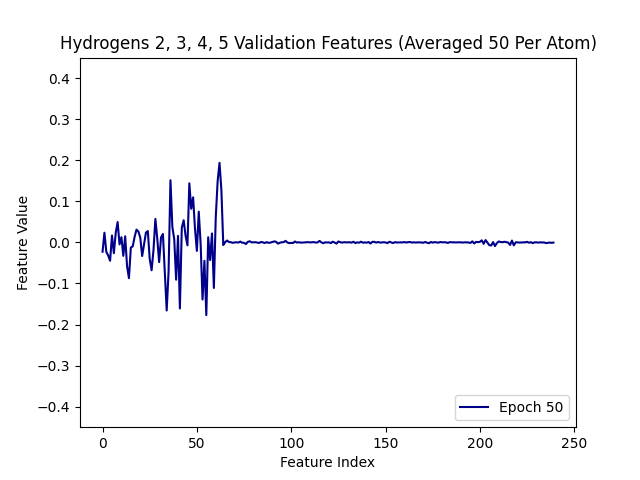 Hydrogens 2, 3, 4, 5 Validation Features (Averaged 50 Per Atom)
0.4
0.3
0.2
0.1
0.0
−0.1
−0.2
−0.3
−0.4
Feature Value
0 50 100 150 200 250
Feature Index
Epoch 50